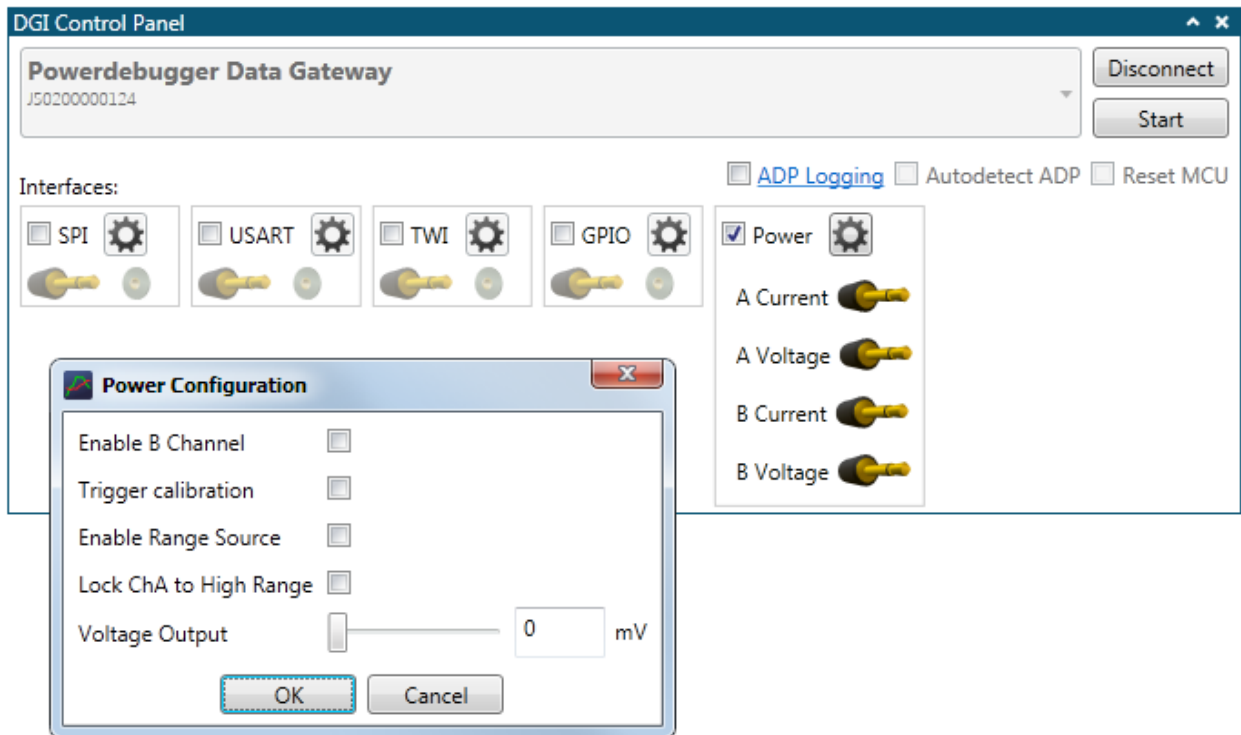 DGI Control Panel
Powerdebugger Data Gateway
J50200000124
Disconnect
Start
ADP Logging Autodetect ADP Reset MCU
Interfaces:
SPI USART TWI GPIO Power
A Current
A Voltage
B Current
B Voltage
Power Configuration
Enable B Channel
Trigger calibration
Enable Range Source
Lock ChA to High Range
Voltage Output 0 mV
OK Cancel